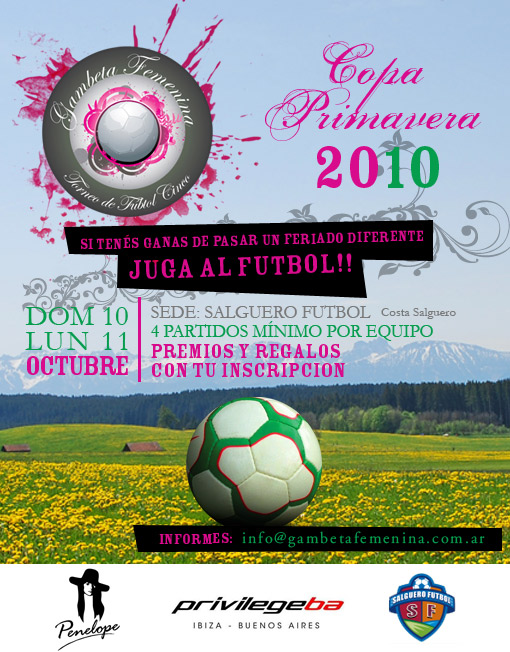 Gambeta Femenina
Torneo de Futbol Cinco
Copa
Primavera
2010
SI TENÉS GANAS DE PASAR UN FERIADO DIFERENTE
JUGA AL FUTBOL!!
DOM 10
LUN 11
OCTUBRE
SEDE: SALGUERO FUTBOL Costa Salguero
4 PARTIDOS MÍNIMO POR EQUIPO
PREMIOS Y REGALOS
CON TU INSCRIPCION
INFORMES: info@gambetafemenina.com.ar
Penelope
privilegeba
IBIZA - BUENOS AIRES
SALGUERO FUTBOL
SF